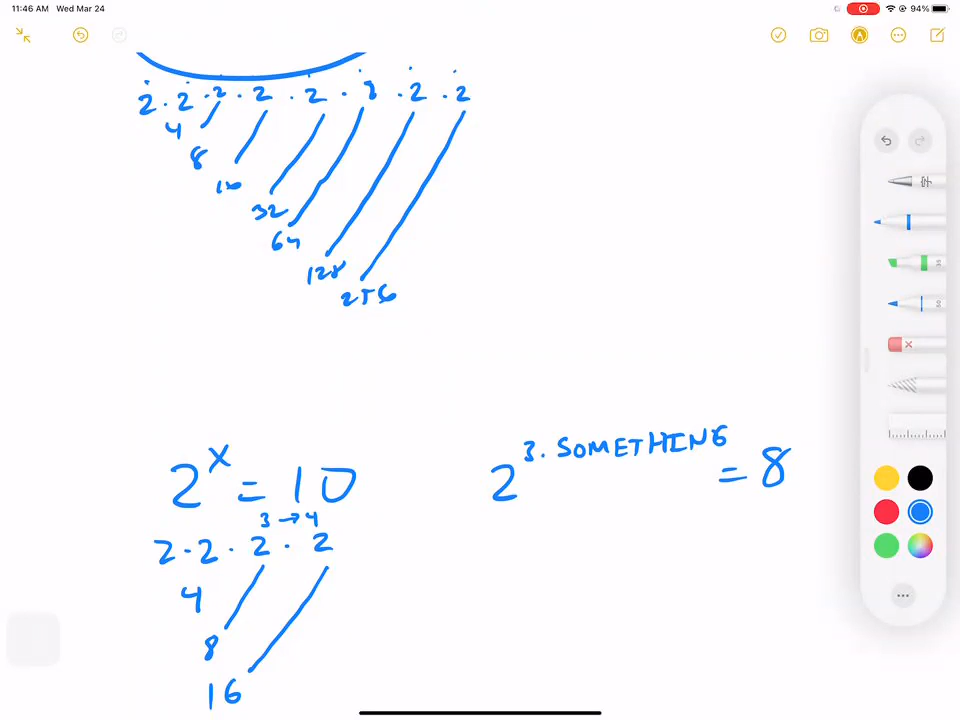 11:46 AM Wed Mar 24
94%
2 · 2 · 2 · 2 · 2 · 2 · 2 · 2
4
8
16
32
64
128
256
2^x = 10
2^3.SOMETHING = 8
3 → 4
2 · 2 · 2 · 2
4
8
16